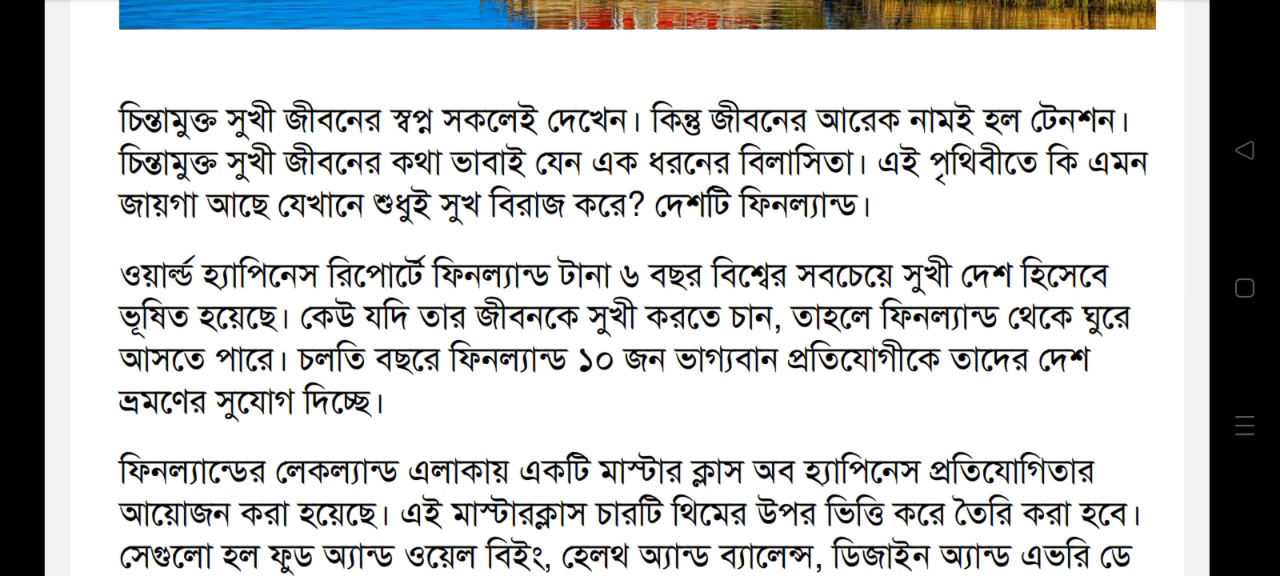 চিন্তামুক্ত সুখী জীবনের স্বপ্ন সকলেই দেখেন। কিন্তু জীবনের আরেক নামই হল টেনশন।
চিন্তামুক্ত সুখী জীবনের কথা ভাবাই যেন এক ধরনের বিলাসিতা। এই পৃথিবীতে কি এমন
জায়গা আছে যেখানে শুধুই সুখ বিরাজ করে? দেশটি ফিনল্যান্ড।
ওয়ার্ল্ড হ্যাপিনেস রিপোর্টে ফিনল্যান্ড টানা ৬ বছর বিশ্বের সবচেয়ে সুখী দেশ হিসেবে
ভূষিত হয়েছে। কেউ যদি তার জীবনকে সুখী করতে চান, তাহলে ফিনল্যান্ড থেকে ঘুরে
আসতে পারে। চলতি বছরে ফিনল্যান্ড ১০ জন ভাগ্যবান প্রতিযোগীকে তাদের দেশ
ভ্রমণের সুযোগ দিচ্ছে।
ফিনল্যান্ডের লেকল্যান্ড এলাকায় একটি মাস্টার ক্লাস অব হ্যাপিনেস প্রতিযোগিতার
আয়োজন করা হয়েছে। এই মাস্টারক্লাস চারটি থিমের উপর ভিত্তি করে তৈরি করা হবে।
সেগুলো হল ফুড অ্যান্ড ওয়েল বিইং, হেলথ অ্যান্ড ব্যালেন্স, ডিজাইন অ্যান্ড এভরি ডে